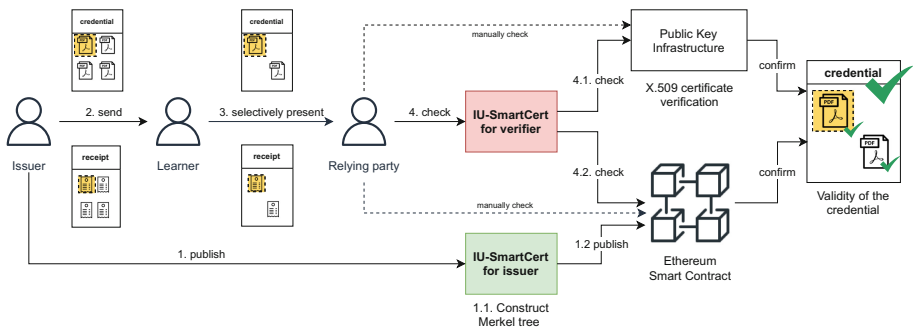 credential
credential
manually check
Public Key
Infrastructure
confirm
credential
PDF
PDF
2. send
3. selectively present
4. check
IU-SmartCert
for verifier
4.1. check
X.509 certificate
verification
Issuer
Learner
Relying party
receipt
receipt
4.2. check
confirm
Validity of the
credential
manually check
1. publish
IU-SmartCert
for issuer
1.2 publish
Ethereum
Smart Contract
1.1. Construct
Merkel tree